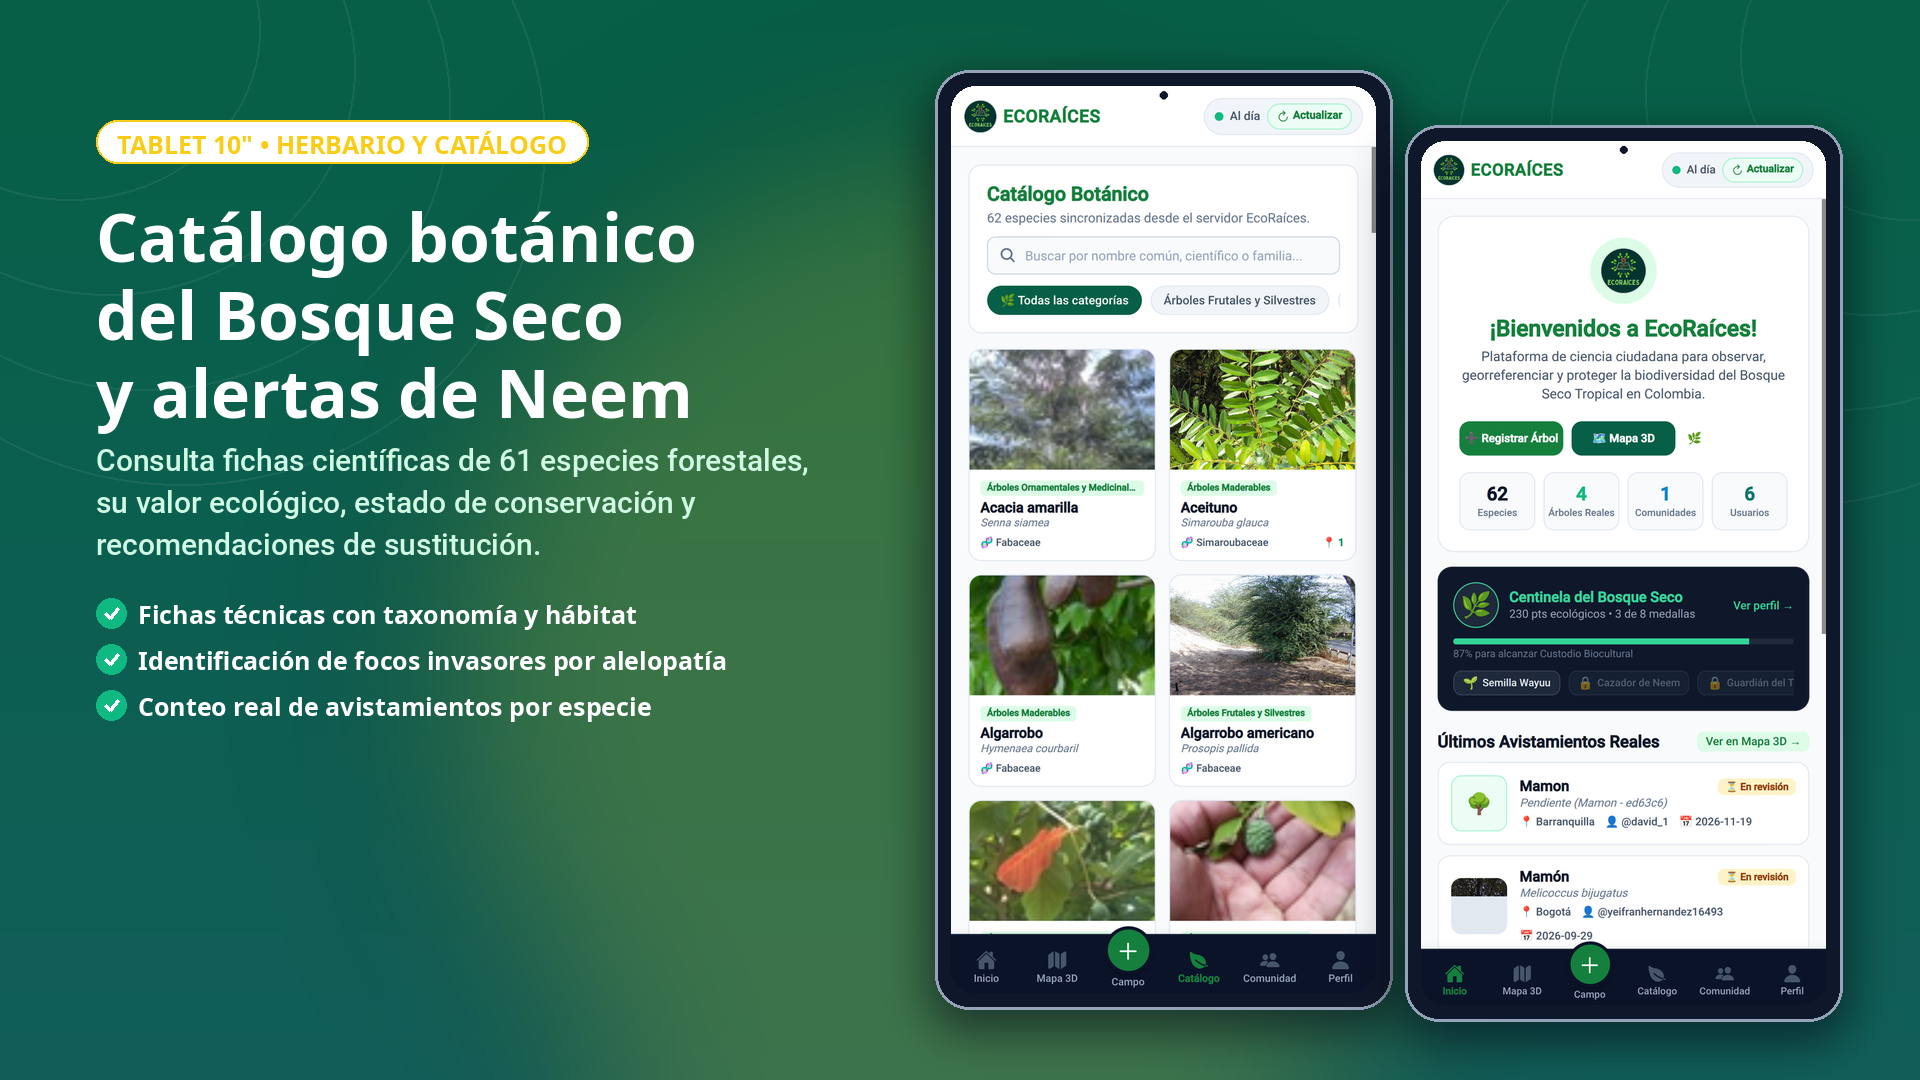 TABLET 10" • HERBARIO Y CATÁLOGO
Catálogo botánico
del Bosque Seco
y alertas de Neem
Consulta fichas científicas de 61 especies forestales,
su valor ecológico, estado de conservación y
recomendaciones de sustitución.
Fichas técnicas con taxonomía y hábitat
Identificación de focos invasores por alelopatía
Conteo real de avistamientos por especie
ECORAÍCES
Al día
Actualizar
Catálogo Botánico
62 especies sincronizadas desde el servidor EcoRaíces.
Buscar por nombre común, científico o familia...
Todas las categorías
Árboles Frutales y Silvestres
Árboles Ornamentales y Medicinal...
Acacia amarilla
Senna siamea
Fabaceae
Árboles Maderables
Aceituno
Simarouba glauca
Simaroubaceae
1
Árboles Maderables
Algarrobo
Hymenaea courbaril
Fabaceae
Árboles Frutales y Silvestres
Algarrobo americano
Prosopis pallida
Fabaceae
Inicio
Mapa 3D
Campo
Catálogo
Comunidad
Perfil
ECORAÍCES
Al día
Actualizar
ECORAICES
¡Bienvenidos a EcoRaíces!
Plataforma de ciencia ciudadana para observar,
georreferenciar y proteger la biodiversidad del Bosque
Seco Tropical en Colombia.
Registrar Árbol
Mapa 3D
62
Especies
4
Árboles Reales
1
Comunidades
6
Usuarios
Centinela del Bosque Seco
230 pts ecológicos • 3 de 8 medallas
Ver perfil →
87% para alcanzar Custodio Biocultural
Semilla Wayuu
Cazador de Neem
Guardián del T
Últimos Avistamientos Reales
Ver en Mapa 3D →
Mamon
En revisión
Pendiente (Mamon - ed63c6)
Barranquilla @david_1 2026-11-19
Mamón
En revisión
Melicoccus bijugatus
Bogotá @yeifranhernandez16493
2026-09-29
Inicio
Mapa 3D
Campo
Catálogo
Comunidad
Perfil